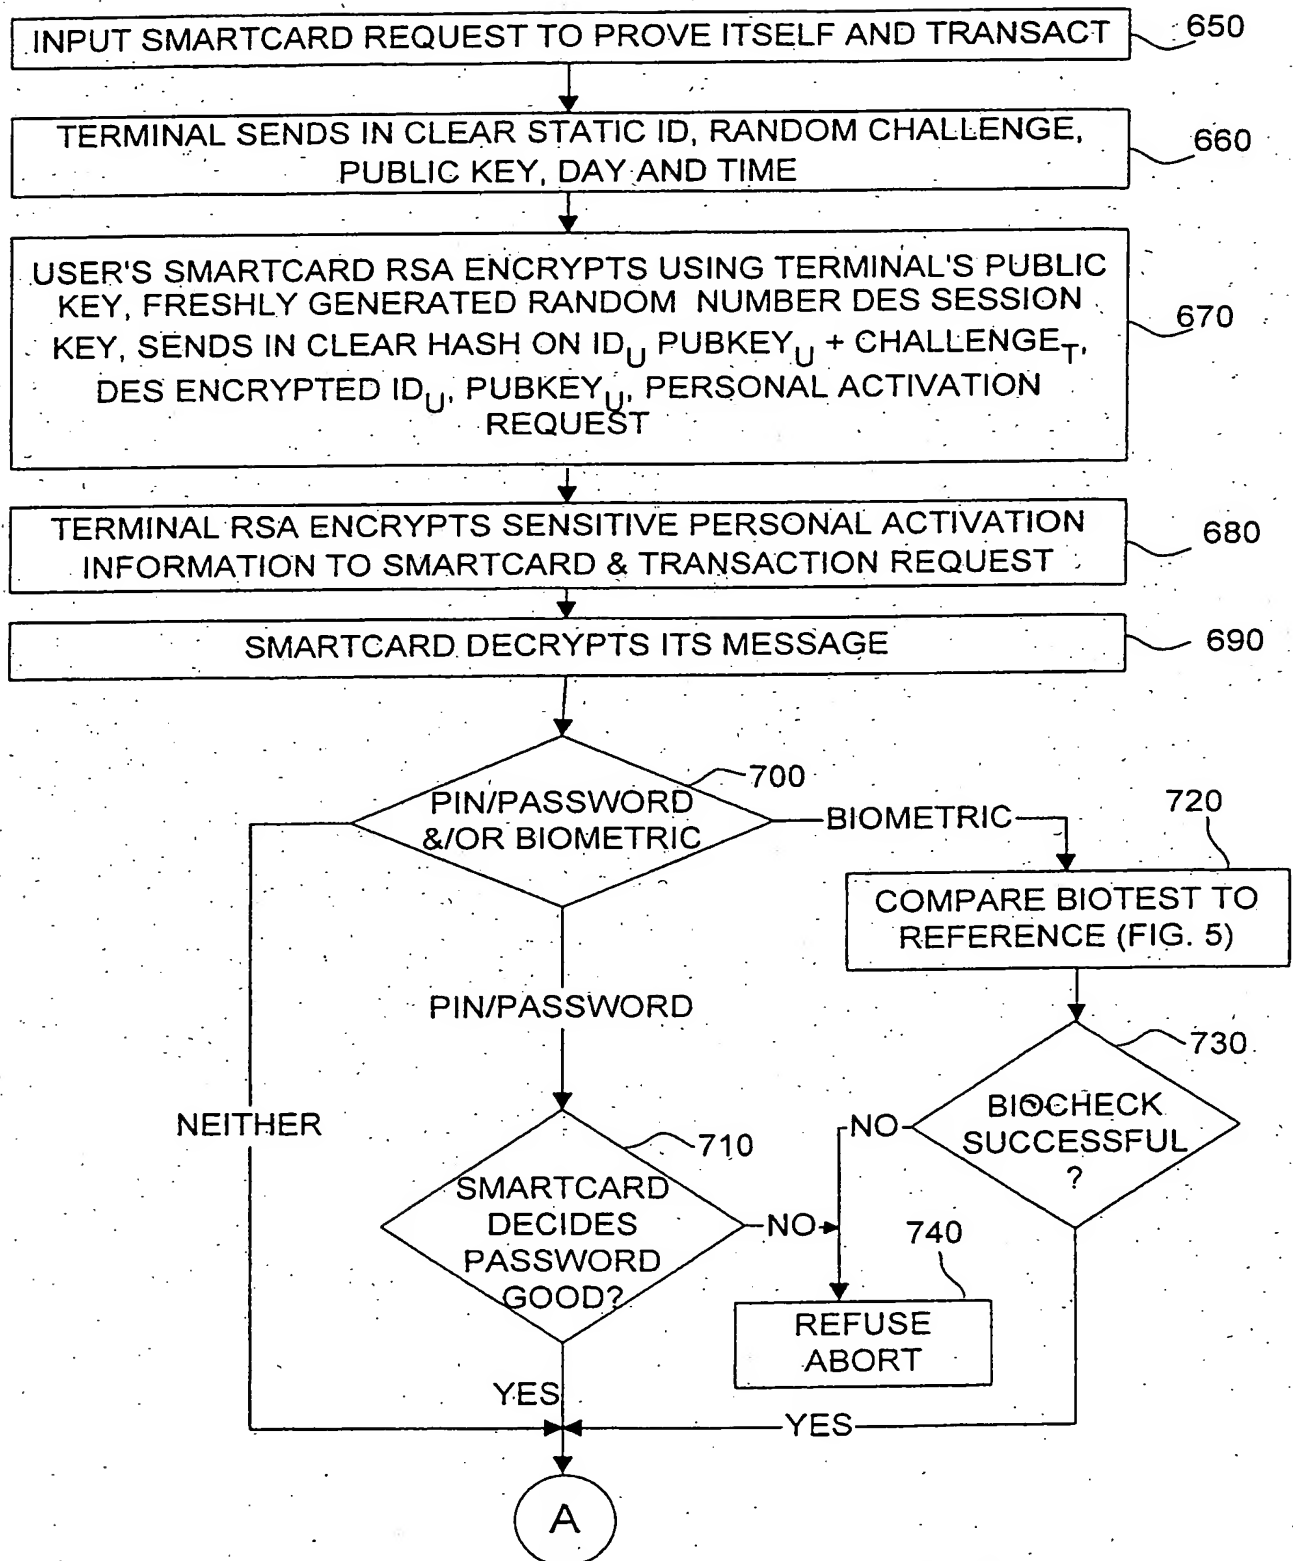 INPUT SMARTCARD REQUEST TO PROVE ITSELF AND TRANSACT
650
TERMINAL SENDS IN CLEAR STATIC ID, RANDOM CHALLENGE,
PUBLIC KEY, DAY AND TIME
660
USER'S SMARTCARD RSA ENCRYPTS USING TERMINAL'S PUBLIC
KEY, FRESHLY GENERATED RANDOM NUMBER DES SESSION
KEY, SENDS IN CLEAR HASH ON ID_U PUBKEY_U + CHALLENGE_T,
DES ENCRYPTED ID_U, PUBKEY_U, PERSONAL ACTIVATION
REQUEST
670
TERMINAL RSA ENCRYPTS SENSITIVE PERSONAL ACTIVATION
INFORMATION TO SMARTCARD & TRANSACTION REQUEST
680
SMARTCARD DECRYPTS ITS MESSAGE
690
700
PIN/PASSWORD
&/OR BIOMETRIC
BIOMETRIC
720
COMPARE BIOTEST TO
REFERENCE (FIG. 5)
PIN/PASSWORD
NEITHER
730
BIOCHECK
SUCCESSFUL
?
NO
710
SMARTCARD
DECIDES
PASSWORD
GOOD?
NO
740
REFUSE
ABORT
YES
YES
A